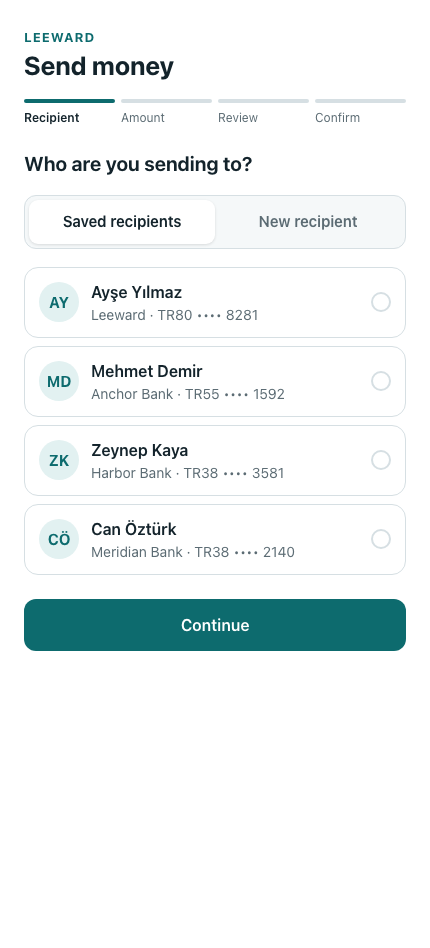 LEEWARD
Send money
Recipient Amount Review Confirm
Who are you sending to?
Saved recipients New recipient
AY
Ayşe Yılmaz
Leeward · TR80 •••• 8281
MD
Mehmet Demir
Anchor Bank · TR55 •••• 1592
ZK
Zeynep Kaya
Harbor Bank · TR38 •••• 3581
CÖ
Can Öztürk
Meridian Bank · TR38 •••• 2140
Continue